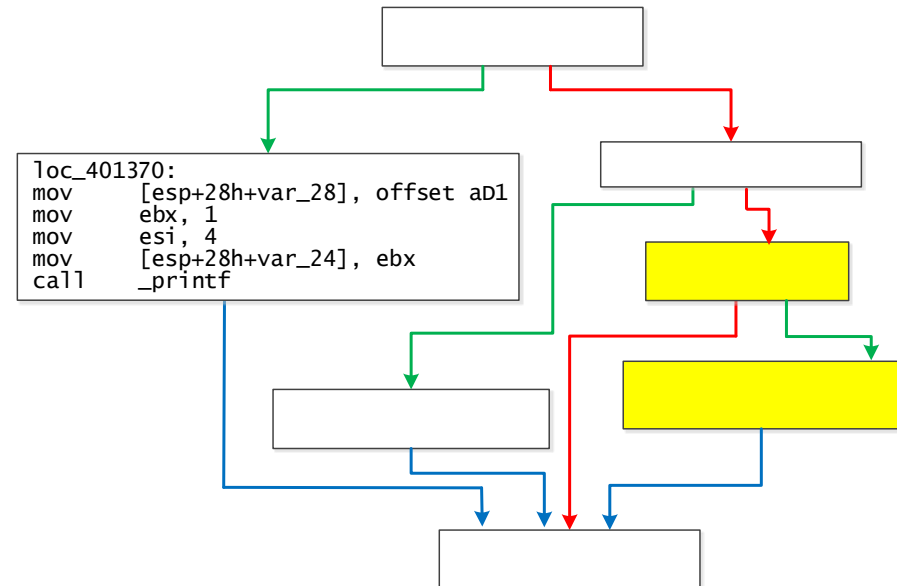 loc_401370:
mov [esp+28h+var_28], offset aD1
mov ebx, 1
mov esi, 4
mov [esp+28h+var_24], ebx
call _printf